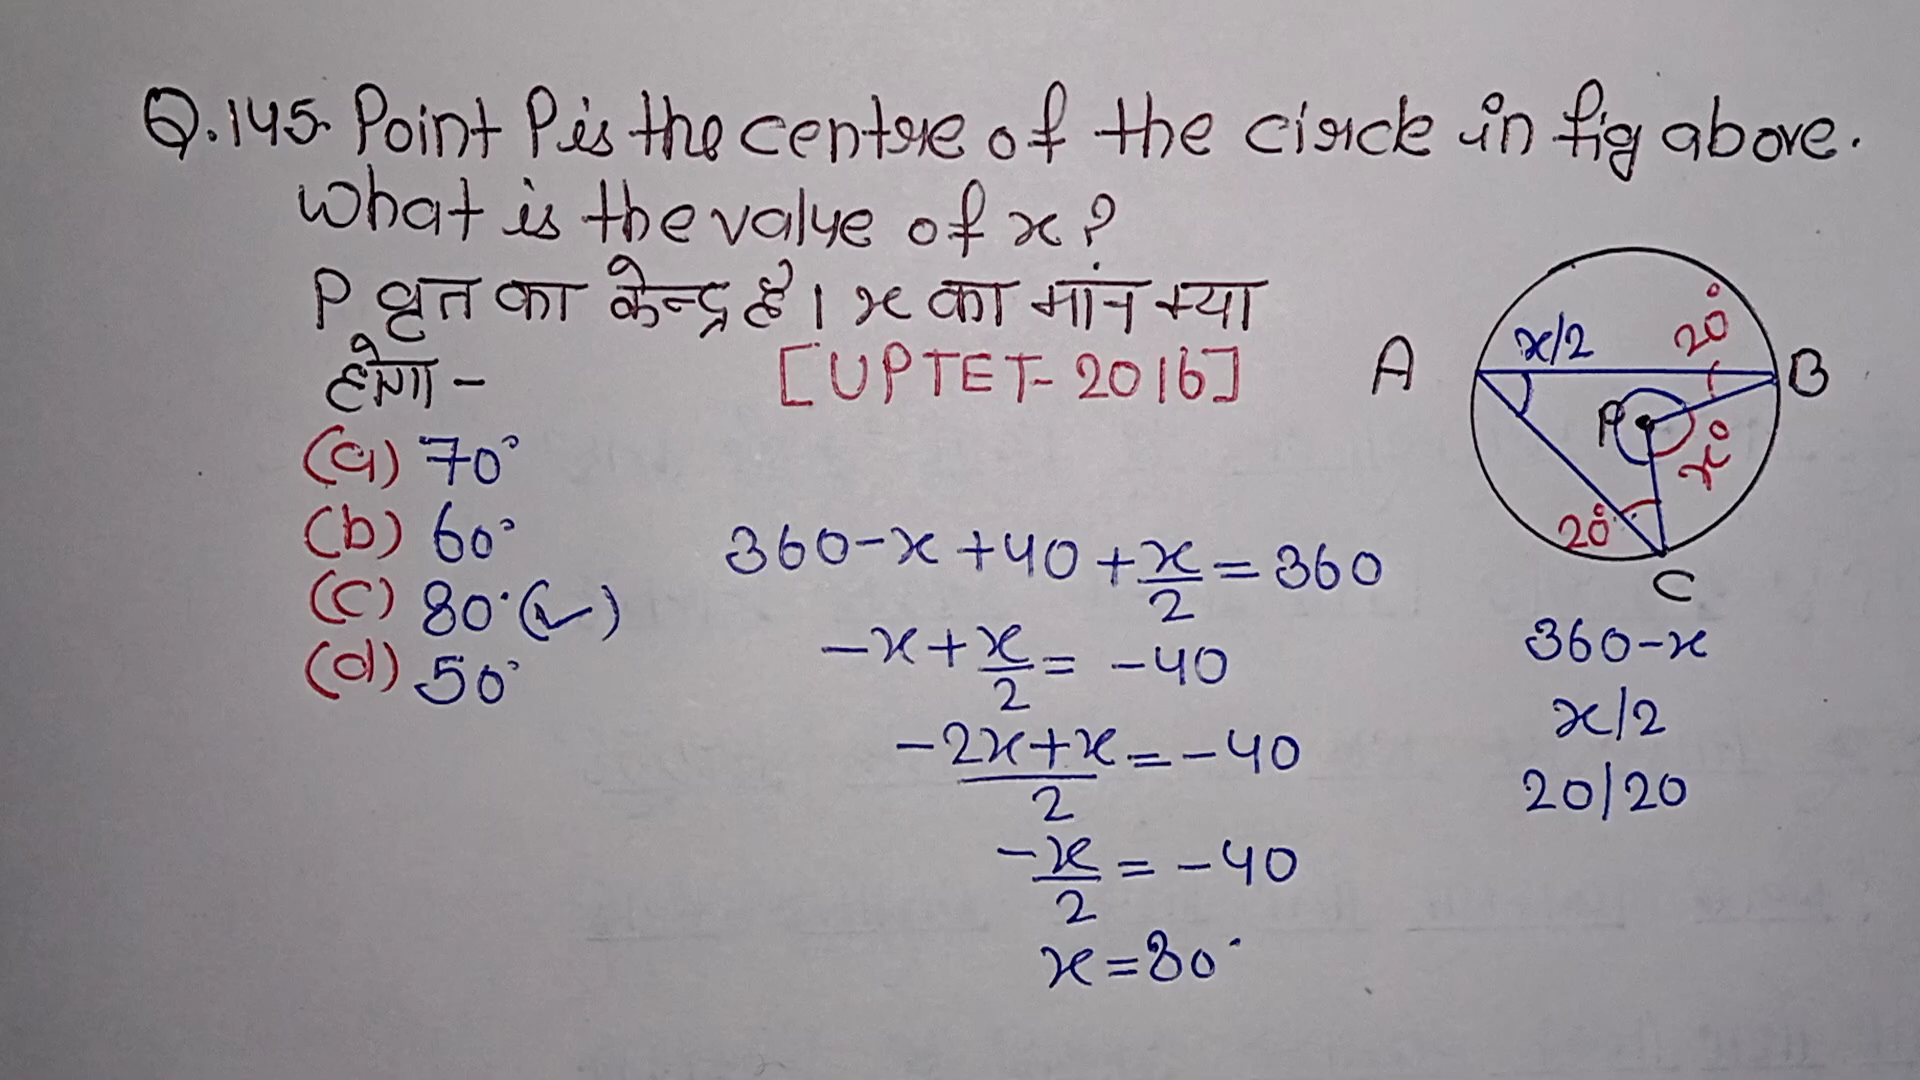 Q.145. Point P is the centre of the circle in fig above.
What is the value of x?
P वृत का केन्द्र है। x का मांन क्या
होगा -
[UPTET-2016]
(a) 70°
(b) 60°
(c) 80° (✓)
(d) 50°
A
x/2
20°
B
P
x°
20°
C
360-x+40+x/2=360
-x+x/2=-40
-2x+x/2=-40
-x/2=-40
x=80°
360-x
x/2
20/20